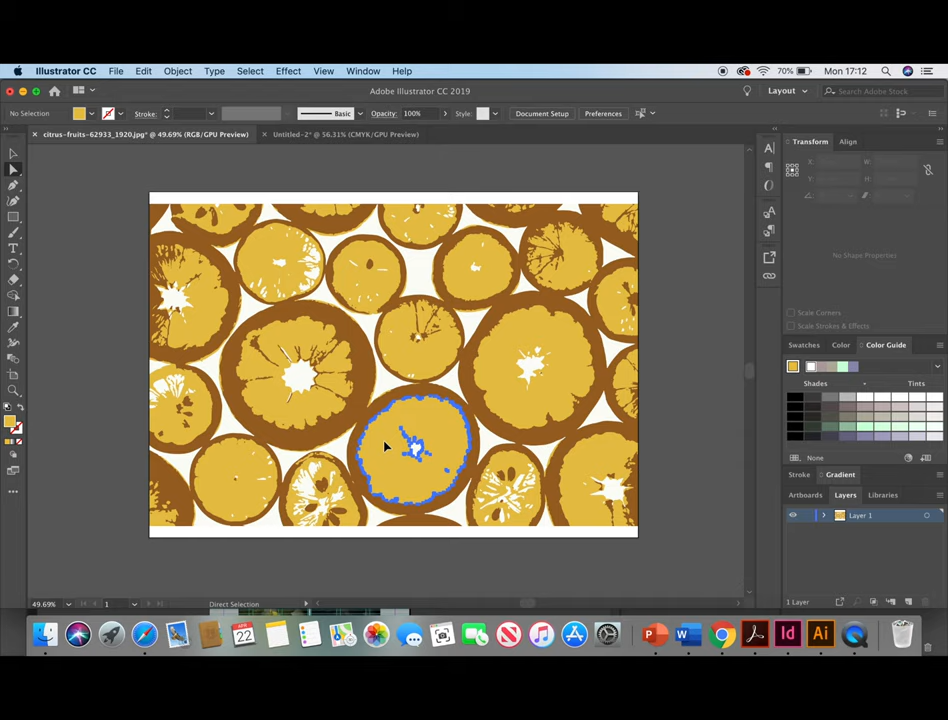 Illustrator CC File Edit Object Type Select Effect View Window Help 70% Mon 17:12
Adobe Illustrator CC 2019 Layout Search Adobe Stock
No Selection Stroke: Basic Opacity: 100% Style: Document Setup Preferences
citrus-fruits-62933_1920.jpg* @ 49.69% (RGB/GPU Preview) Untitled-2* @ 56.31% (CMYK/GPU Preview)
Transform Align
X: W:
Y: H:
No Shape Properties
Scale Corners
Scale Strokes & Effects
Swatches Color Color Guide
Shades Tints
None
Stroke Gradient
Artboards Layers Libraries
Layer 1
1 Layer
49.69% 1 Direct Selection
APR
22
Id Ai